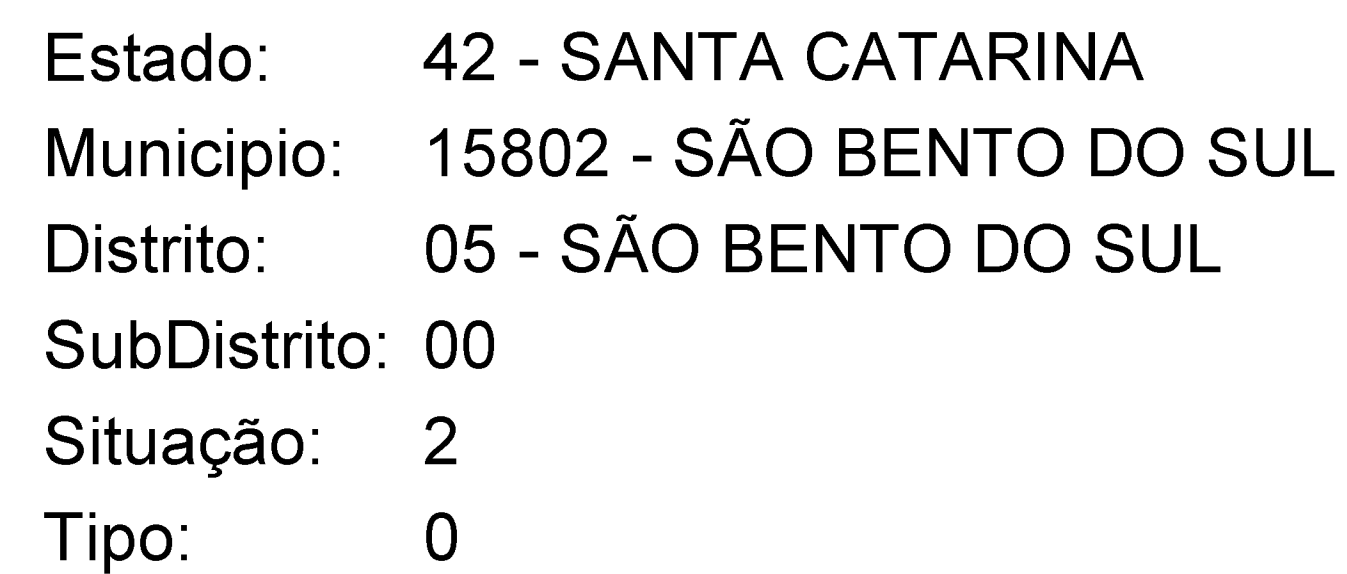 Estado: 42 - SANTA CATARINA
Municipio: 15802 - SÃO BENTO DO SUL
Distrito: 05 - SÃO BENTO DO SUL
SubDistrito: 00
Situação: 2
Tipo: 0